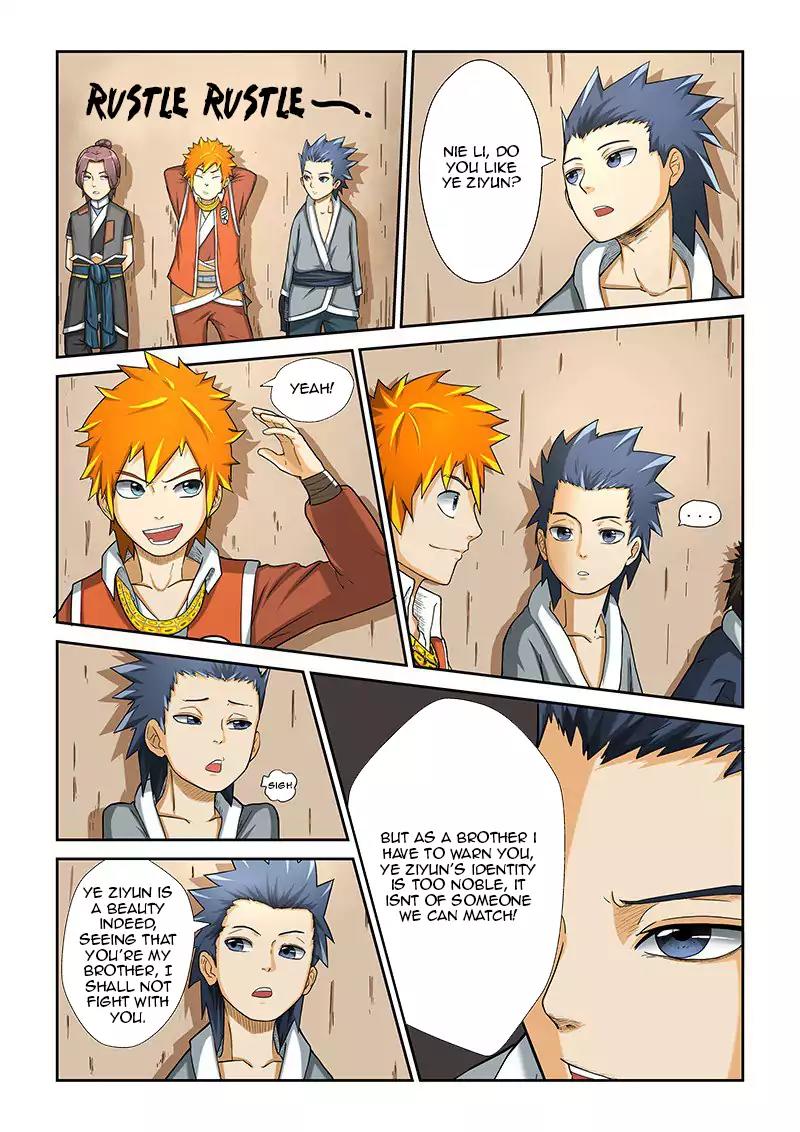 RUSTLE RUSTLE —.
NIE LI, DO
YOU LIKE
YE ZIYUN?
YEAH!
...
SIGH
YE ZIYUN IS
A BEAUTY
INDEED,
SEEING THAT
YOU'RE MY
BROTHER, I
SHALL NOT
FIGHT WITH
YOU.
BUT AS A BROTHER I
HAVE TO WARN YOU,
YE ZIYUN'S IDENTITY
IS TOO NOBLE, IT
ISNT OF SOMEONE
WE CAN MATCH!